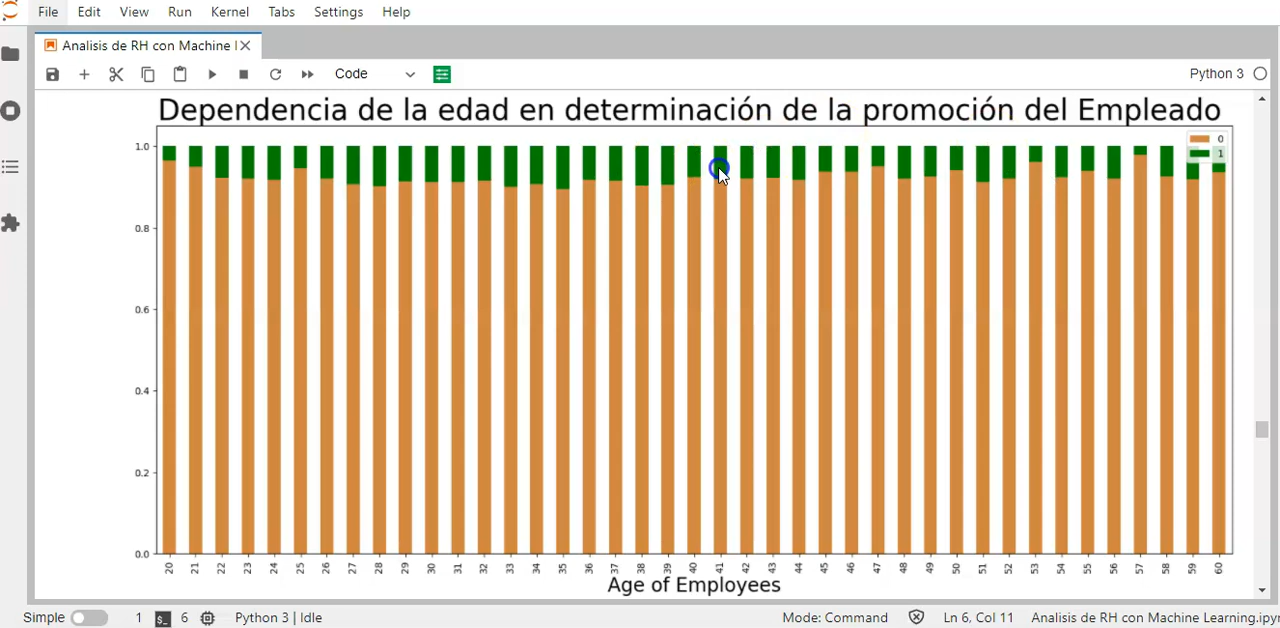 File Edit View Run Kernel Tabs Settings Help
Analisis de RH con Machine
Code
Python 3
Dependencia de la edad en determinación de la promoción del Empleado
0
1
1.0
0.8
0.6
0.4
0.2
0.0
20 21 22 23 24 25 26 27 28 29 30 31 32 33 34 35 36 37 38 39 40 41 42 43 44 45 46 47 48 49 50 51 52 53 54 55 56 57 58 59 60
Age of Employees
Simple 1 $_ 6 Python 3 | Idle Mode: Command Ln 6, Col 11 Analisis de RH con Machine Learning.ipyn